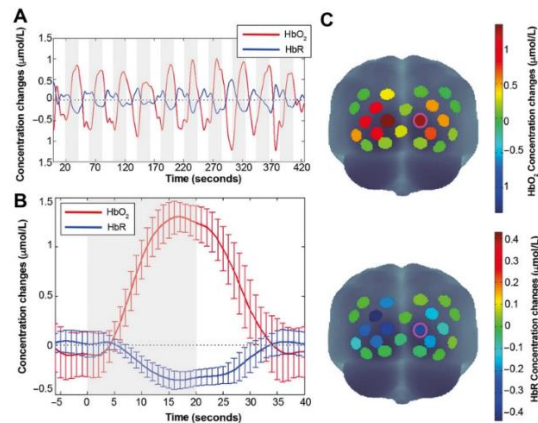 A
HbO2
HbR
Concentration changes (μmol/L)
1.5
1.0
0.5
0
0.5
1.0
1.5
20 70 120 170 220 270 320 370 420
Time (seconds)
B
HbO2
HbR
Concentration changes (μmol/L)
1.5
1
0.5
0
−0.5
-5 0 5 10 15 20 25 30 35 40
Time (seconds)
C
1
0.5
0
0.5
1
HbO2 Concentration changes (μmol/L)
0.4
0.3
0.2
0.1
0
−0.1
−0.2
−0.3
−0.4
HbR Concentration changes (μmol/L)